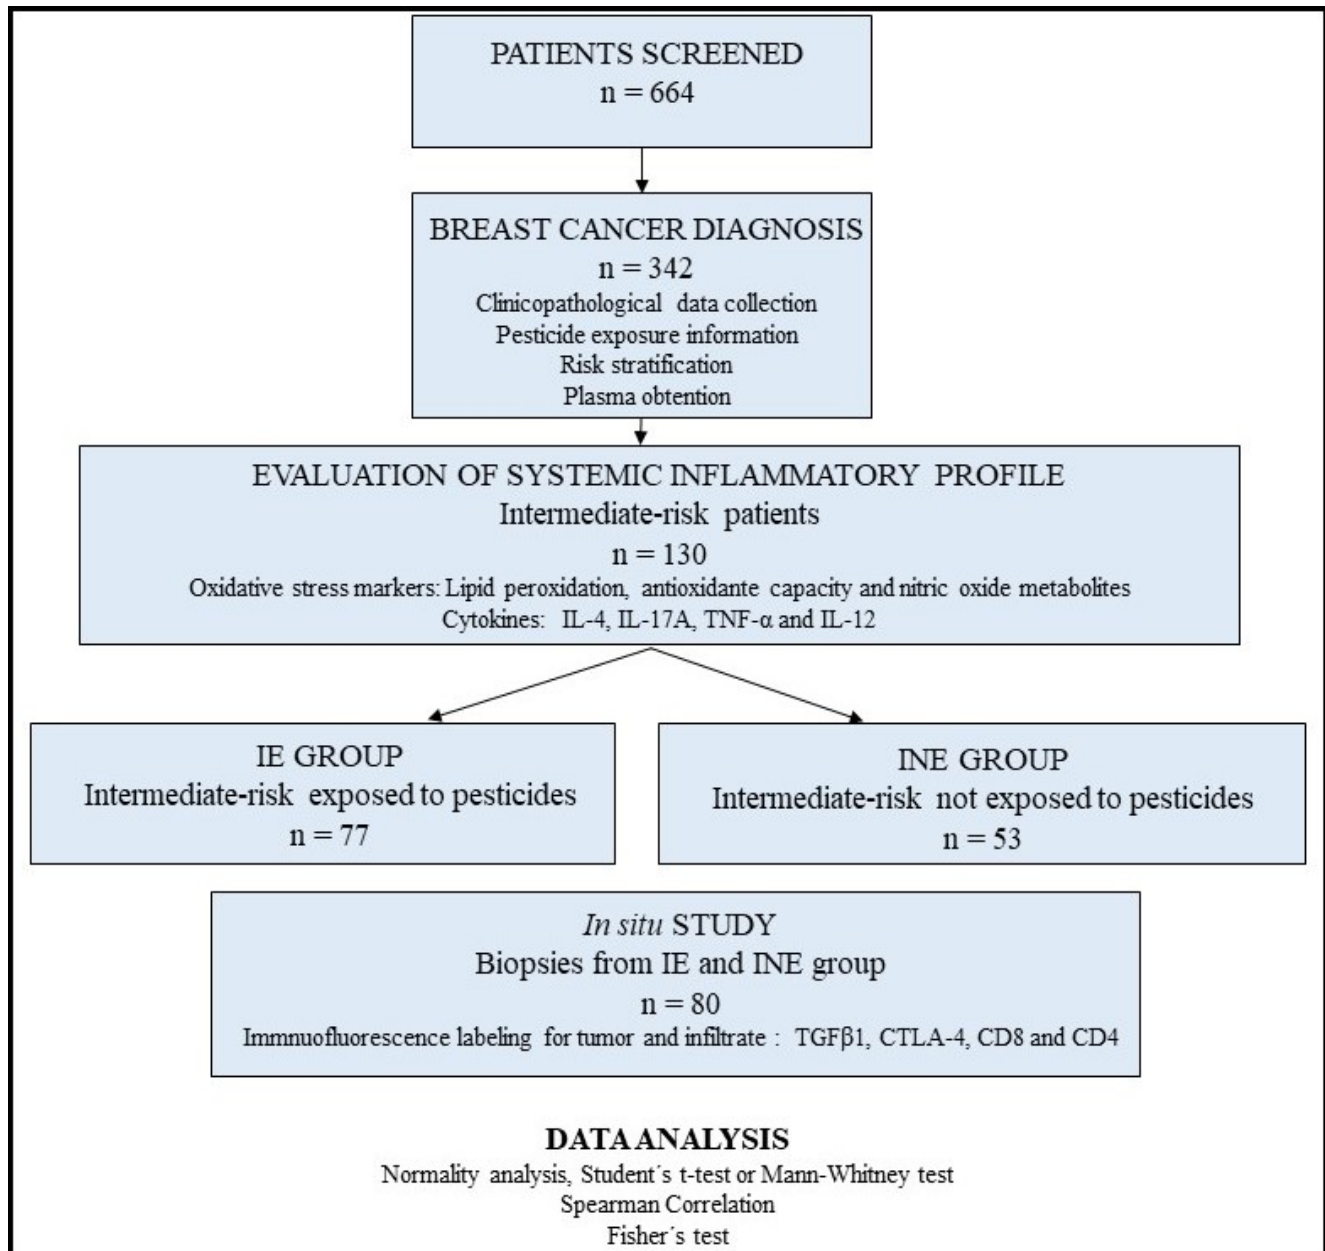 PATIENTS SCREENED
n = 664
BREAST CANCER DIAGNOSIS
n = 342
Clinicopathological data collection
Pesticide exposure information
Risk stratification
Plasma obtention
EVALUATION OF SYSTEMIC INFLAMMATORY PROFILE
Intermediate-risk patients
n = 130
Oxidative stress markers: Lipid peroxidation, antioxidante capacity and nitric oxide metabolites
Cytokines: IL-4, IL-17A, TNF-α and IL-12
IE GROUP
Intermediate-risk exposed to pesticides
n = 77
INE GROUP
Intermediate-risk not exposed to pesticides
n = 53
In situ STUDY
Biopsies from IE and INE group
n = 80
Immnuofluorescence labeling for tumor and infiltrate : TGFβ1, CTLA-4, CD8 and CD4
DATA ANALYSIS
Normality analysis, Student´s t-test or Mann-Whitney test
Spearman Correlation
Fisher´s test